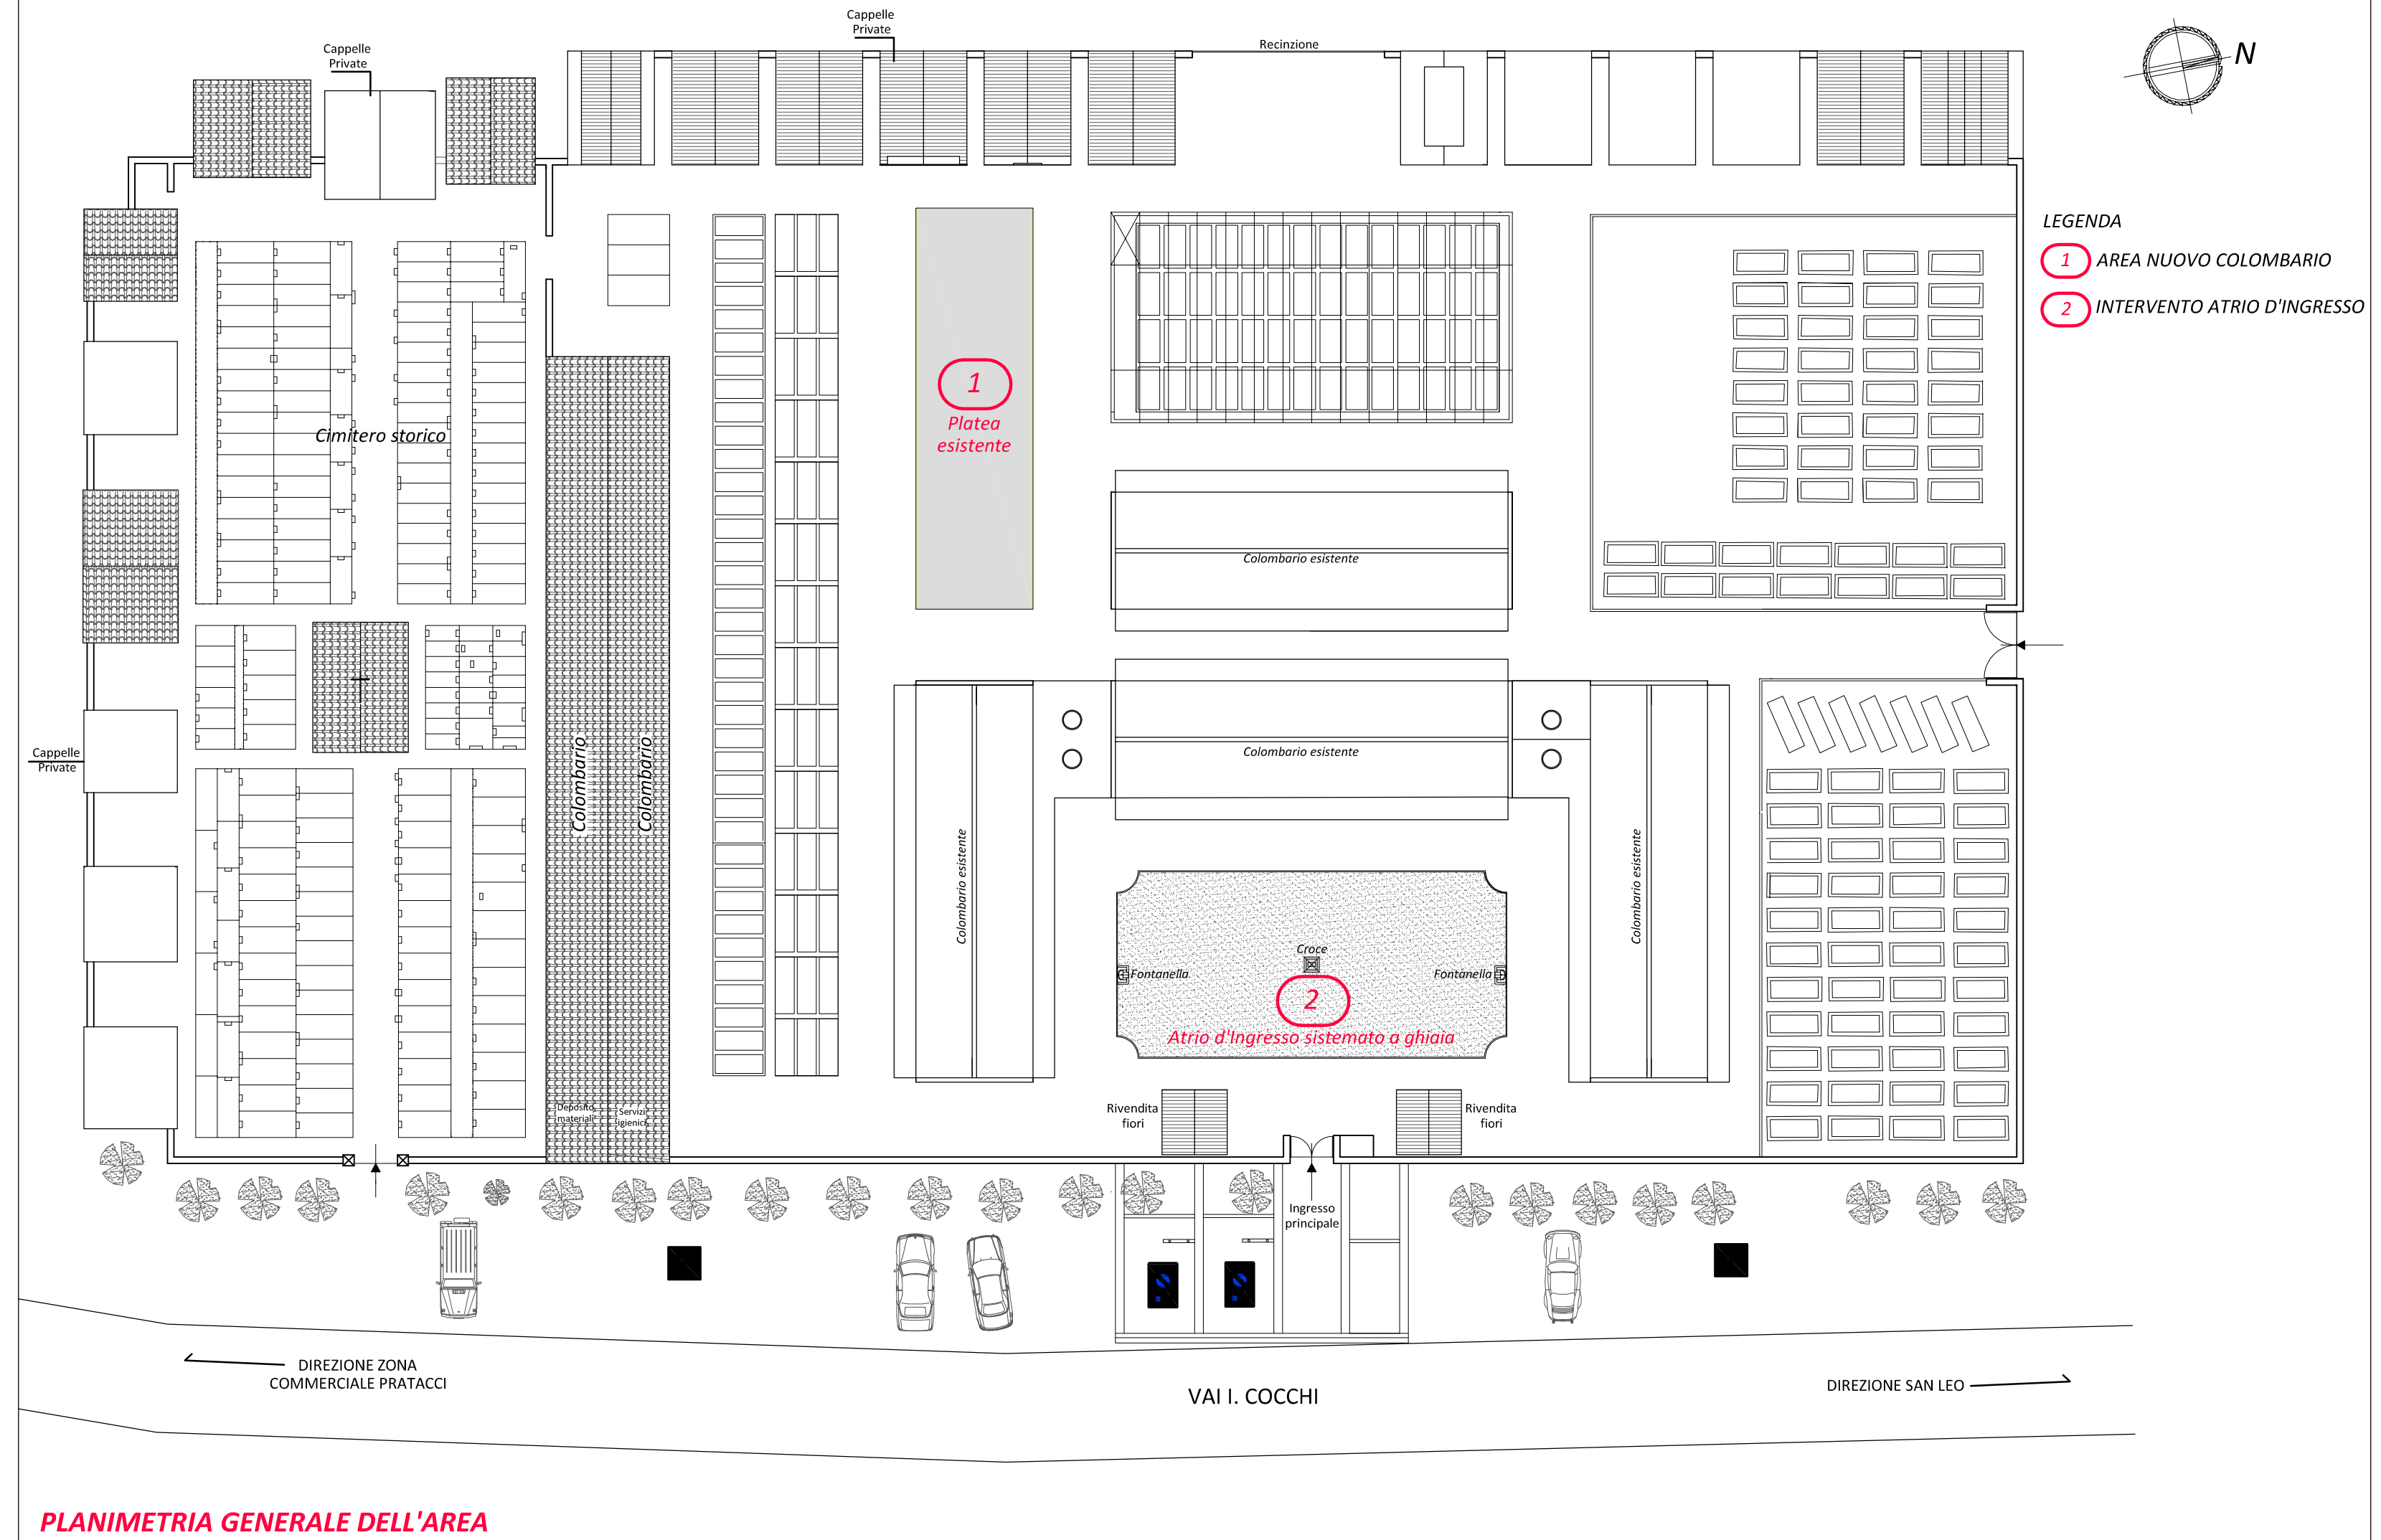 Cappelle
Private
Cappelle
Private
Recinzione
N
LEGENDA
1 AREA NUOVO COLOMBARIO
2 INTERVENTO ATRIO D'INGRESSO
1
Platea
esistente
Cimitero storico
Colombario esistente
Cappelle
Private
Colombario
Colombario
Colombario esistente
Colombario esistente
Colombario esistente
Croce
Fontanella
Fontanella
2
Atrio d'Ingresso sistemato a ghiaia
Deposito
materiali
Servizi
igienici
Rivendita
fiori
Rivendita
fiori
Ingresso
principale
DIREZIONE ZONA
COMMERCIALE PRATACCI
VAI I. COCCHI
DIREZIONE SAN LEO
PLANIMETRIA GENERALE DELL'AREA